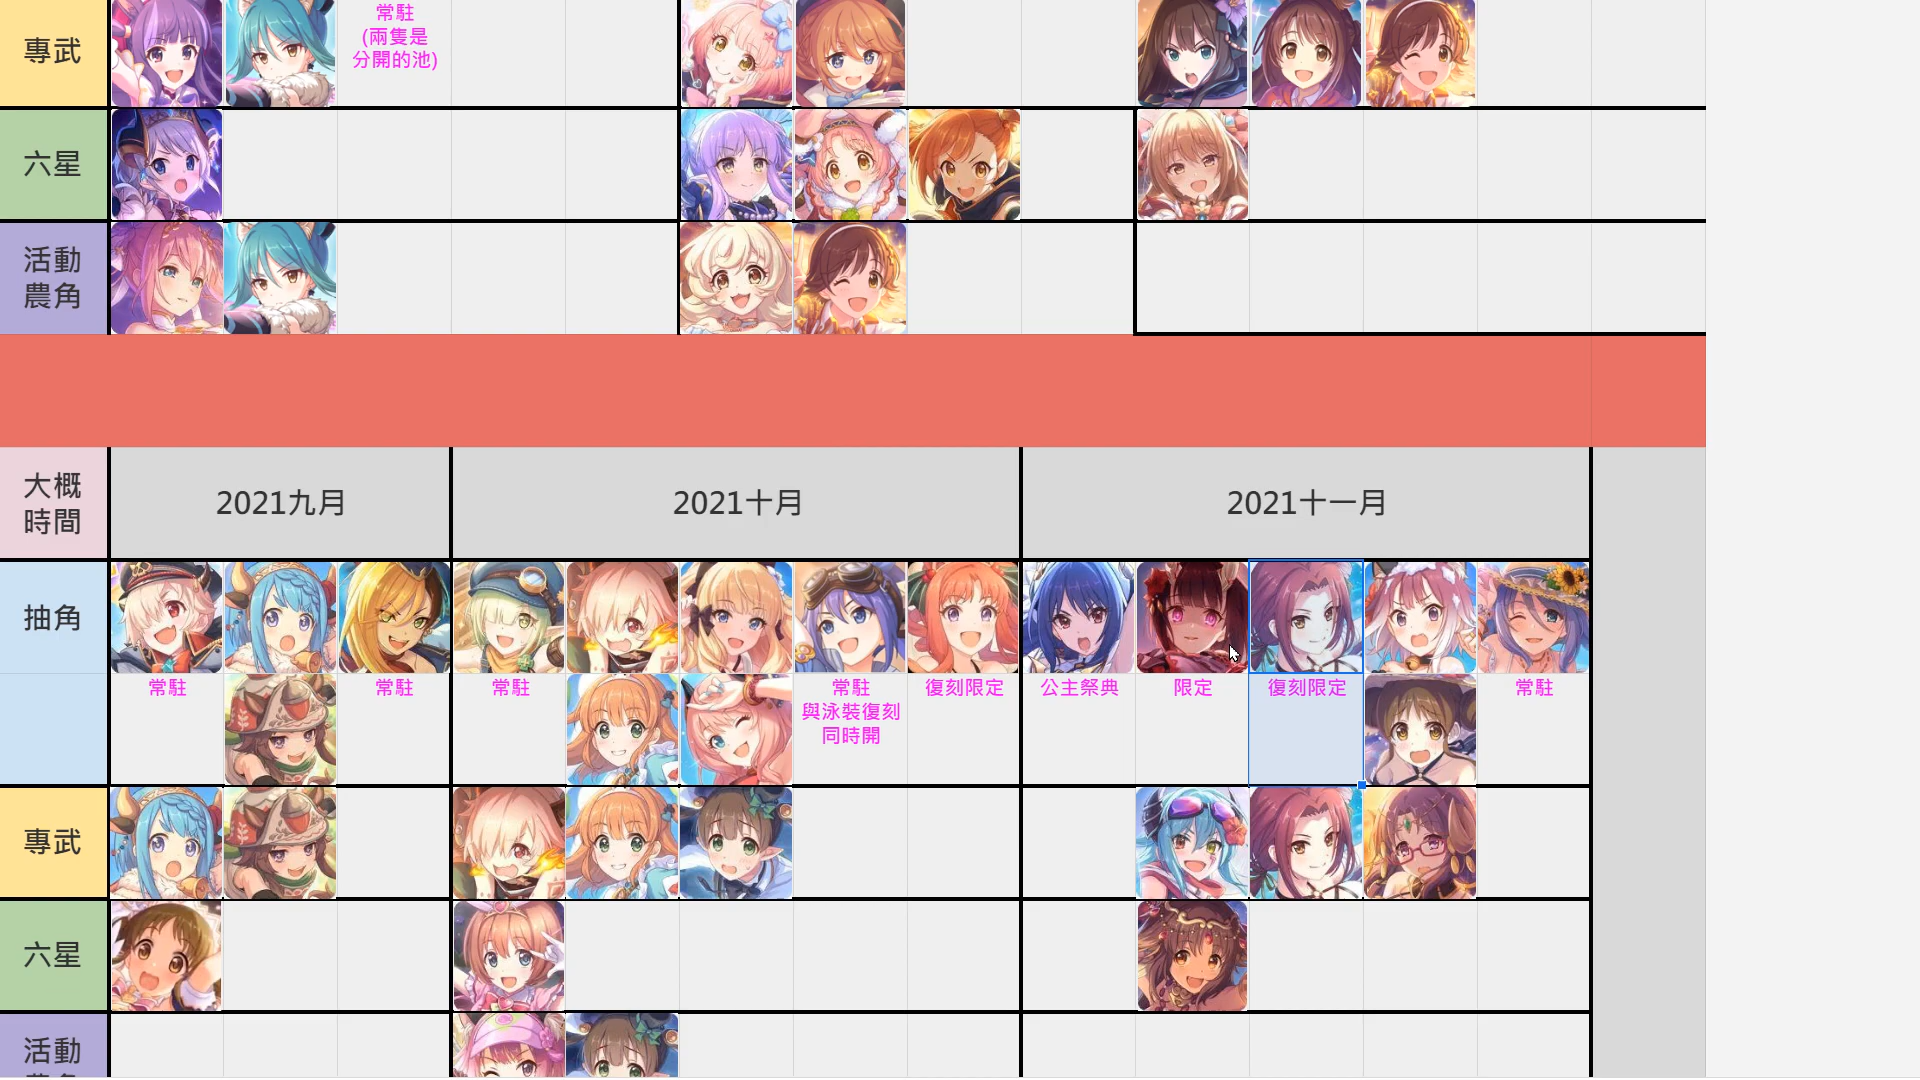 專武
常駐
(兩隻是
分開的池)
六星
活動
農角
大概
時間
2021九月
2021十月
2021十一月
抽角
常駐
常駐
常駐
常駐
與泳裝復刻
同時開
復刻限定
公主祭典
限定
復刻限定
常駐
專武
六星
活動